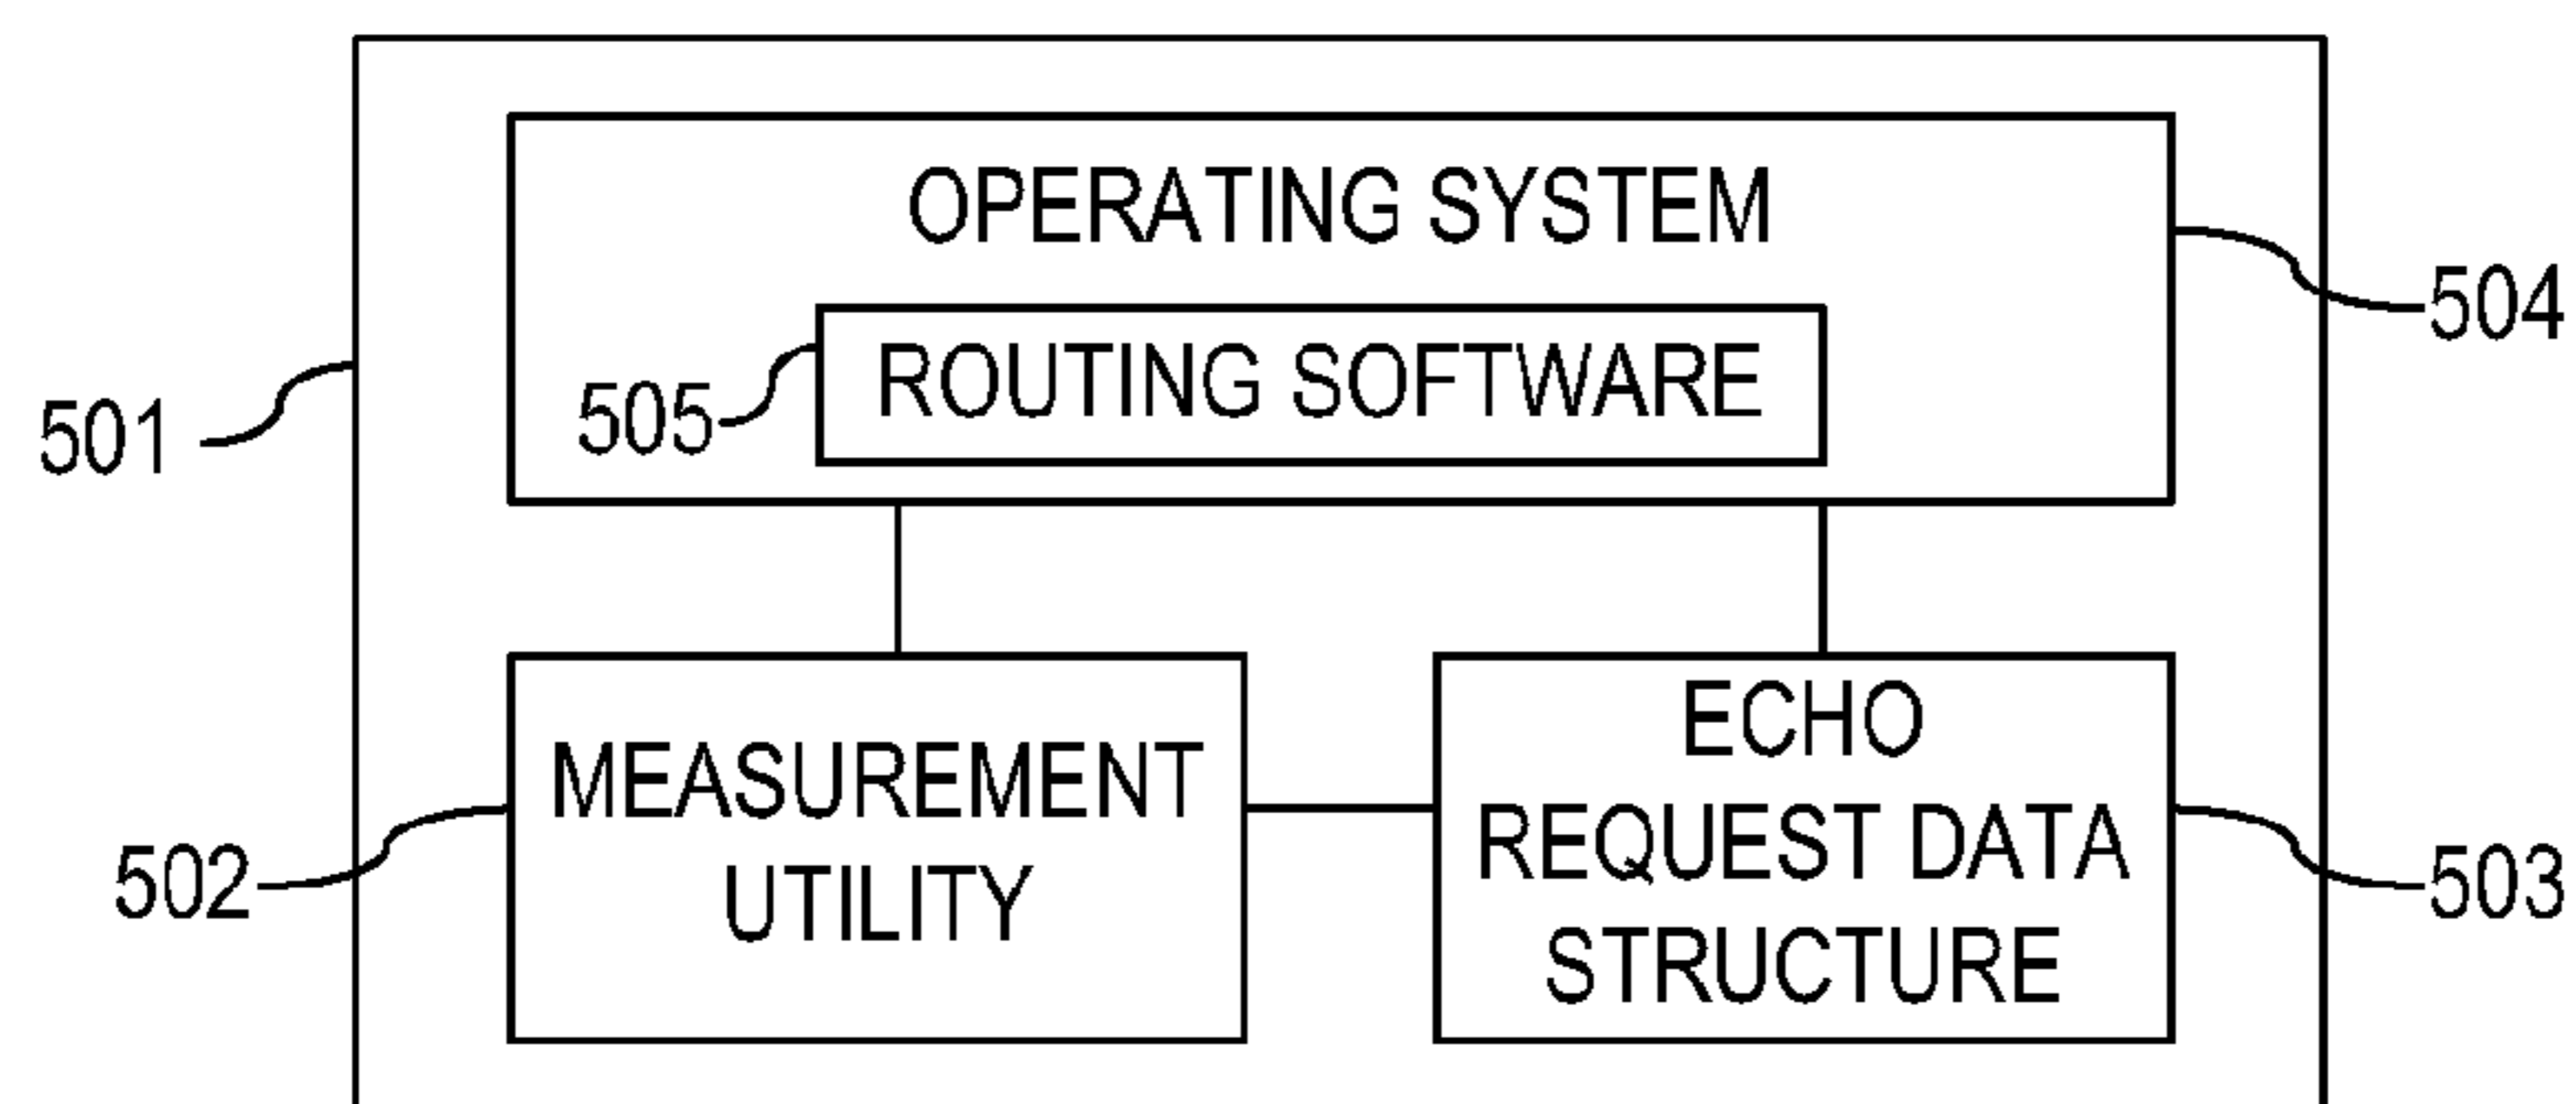 OPERATING SYSTEM
504
ROUTING SOFTWARE
505
501
MEASUREMENT
UTILITY
502
ECHO
REQUEST DATA
STRUCTURE
503